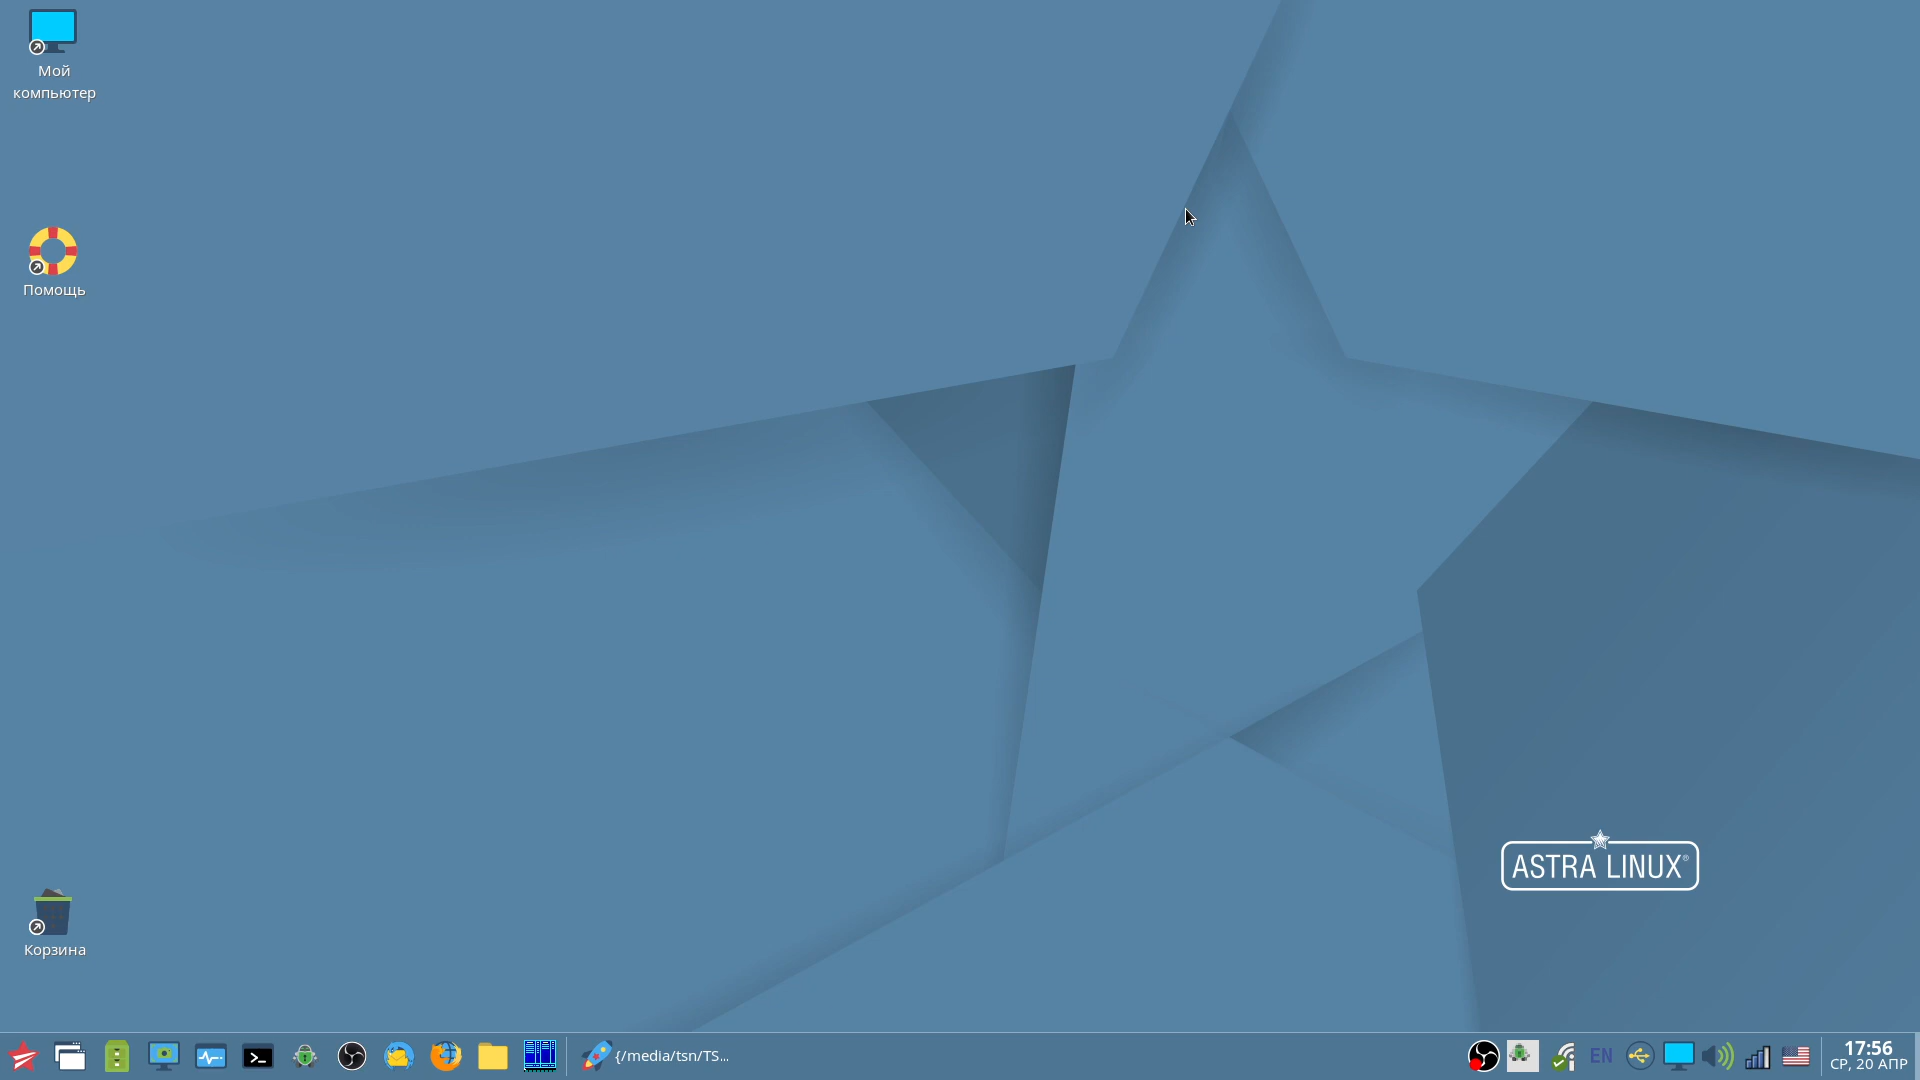 Мой
компьютер
Помощь
ASTRA LINUX®
Корзина
{/media/tsn/TS...
EN
17:56
СР, 20 АПР